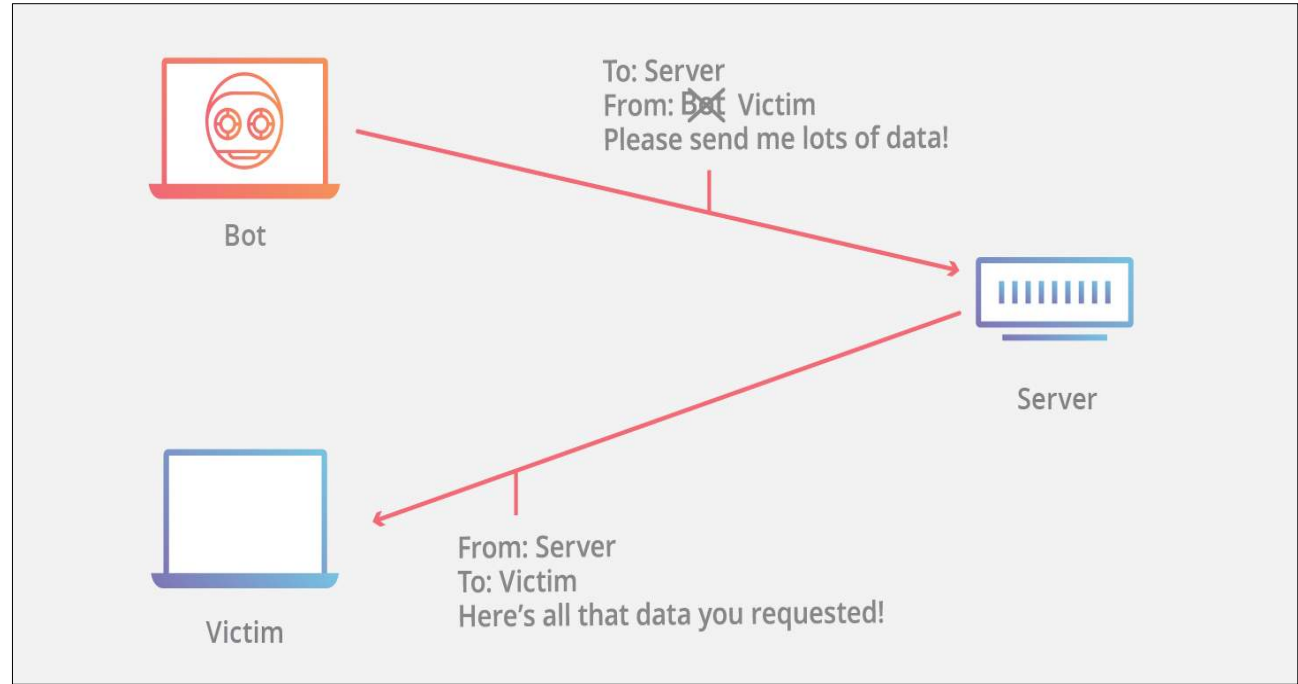 To: Server
From: Bot Victim
Please send me lots of data!
Bot
Server
From: Server
To: Victim
Here's all that data you requested!
Victim